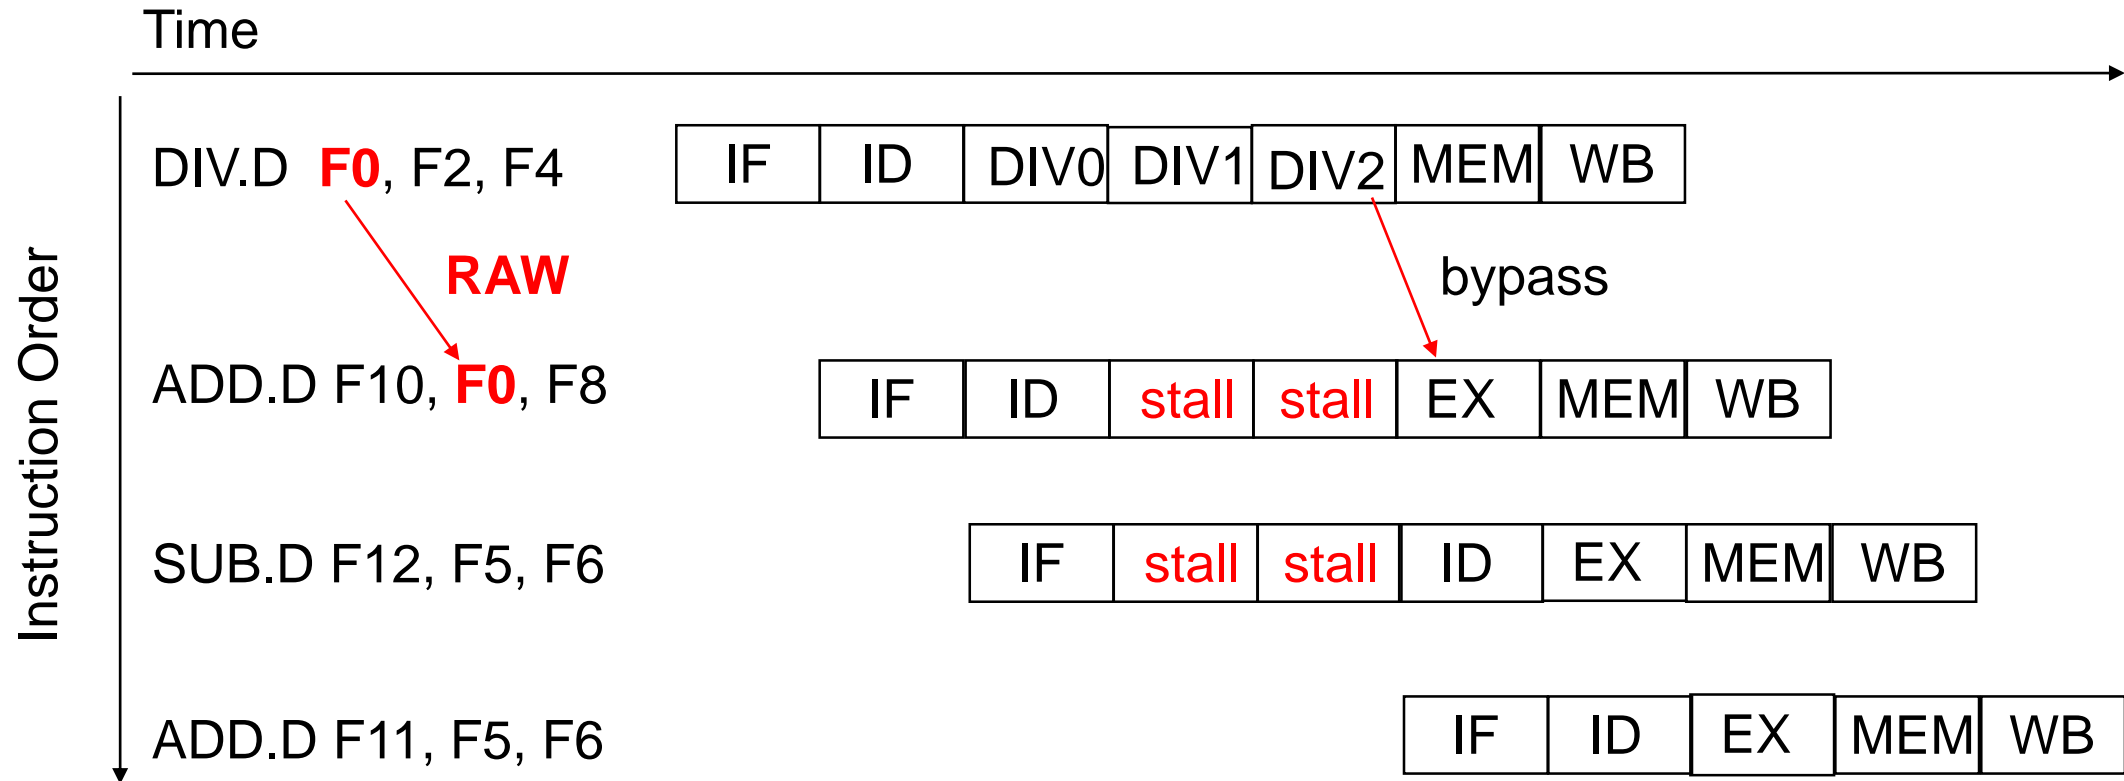 Time
Instruction Order
DIV.D F0, F2, F4 IF ID DIV0 DIV1 DIV2 MEM WB
RAW bypass
ADD.D F10, F0, F8 IF ID stall stall EX MEM WB
SUB.D F12, F5, F6 IF stall stall ID EX MEM WB
ADD.D F11, F5, F6 IF ID EX MEM WB